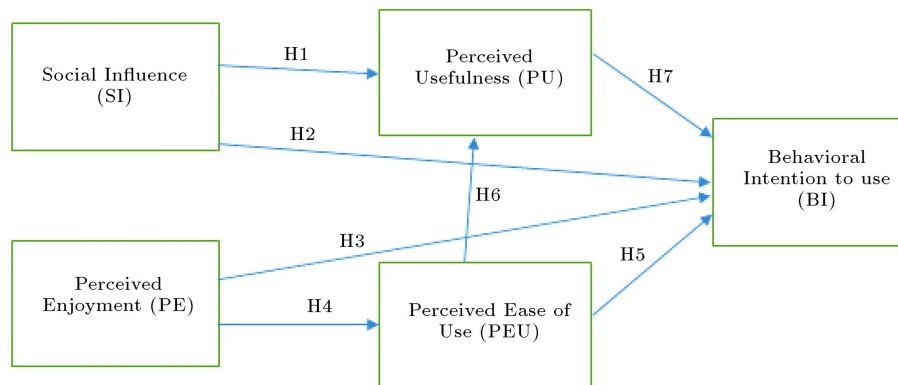 Social Influence
(SI)
H1
Perceived
Usefulness (PU)
H7
H2
Behavioral
Intention to use
(BI)
H6
H3
Perceived
Enjoyment (PE)
H4
Perceived Ease of
Use (PEU)
H5